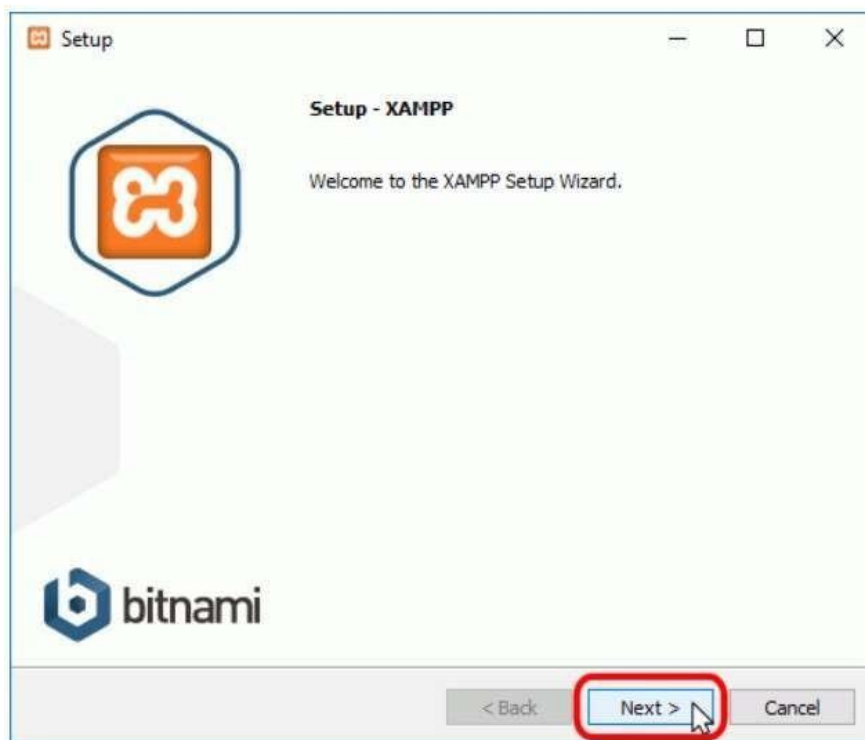 Setup
Setup - XAMPP
Welcome to the XAMPP Setup Wizard.
bitnami
< Back Next > Cancel